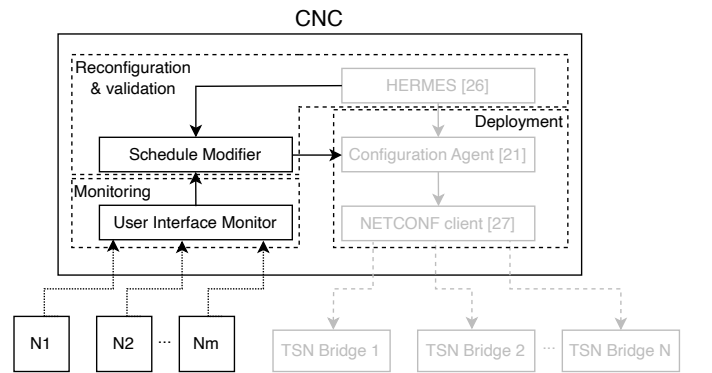 CNC
Reconfiguration
& validation
HERMES [26]
Deployment
Schedule Modifier
Configuration Agent [21]
Monitoring
User Interface Monitor
NETCONF client [27]
N1
N2
...
Nm
TSN Bridge 1
TSN Bridge 2
...
TSN Bridge N